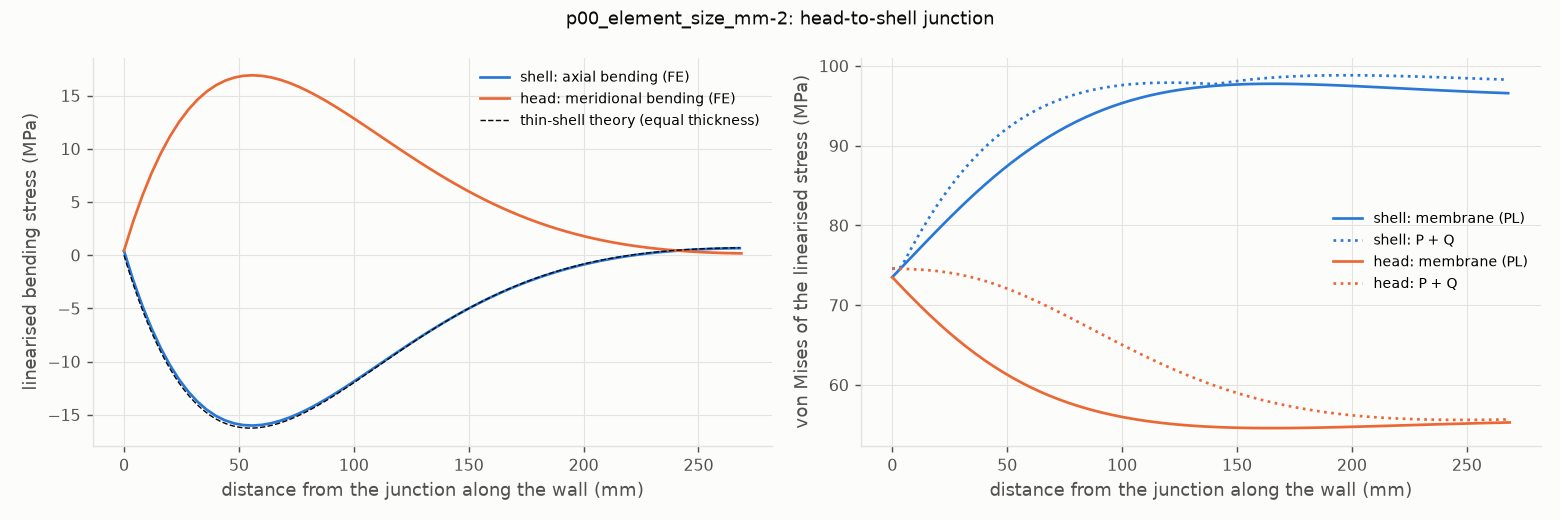 p00_element_size_mm-2: head-to-shell junction
linearised bending stress (MPa)
15
10
5
0
−5
−10
−15
shell: axial bending (FE)
head: meridional bending (FE)
thin-shell theory (equal thickness)
0
50
100
150
200
250
distance from the junction along the wall (mm)
von Mises of the linearised stress (MPa)
100
90
80
70
60
shell: membrane (PL)
shell: P + Q
head: membrane (PL)
head: P + Q
0
50
100
150
200
250
distance from the junction along the wall (mm)